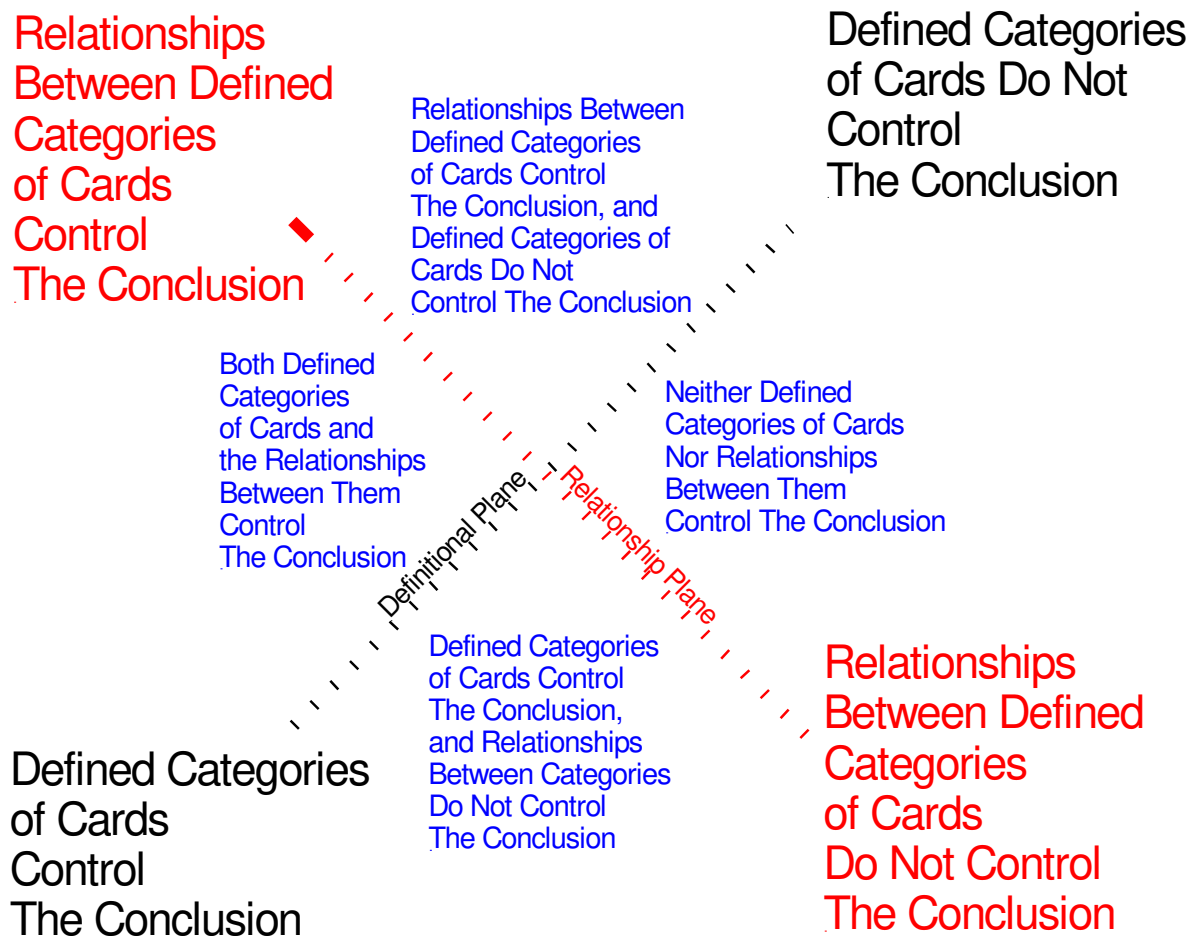 Relationships
Between Defined
Categories
of Cards
Control
The Conclusion
Defined Categories
of Cards Do Not
Control
The Conclusion
Relationships Between
Defined Categories
of Cards Control
The Conclusion, and
Defined Categories of
Cards Do Not
Control The Conclusion
Both Defined
Categories
of Cards and
the Relationships
Between Them
Control
The Conclusion
Neither Defined
Categories of Cards
Nor Relationships
Between Them
Control The Conclusion
Definitional Plane
Relationship Plane
Defined Categories
of Cards Control
The Conclusion,
and Relationships
Between Categories
Do Not Control
The Conclusion
Defined Categories
of Cards
Control
The Conclusion
Relationships
Between Defined
Categories
of Cards
Do Not Control
The Conclusion